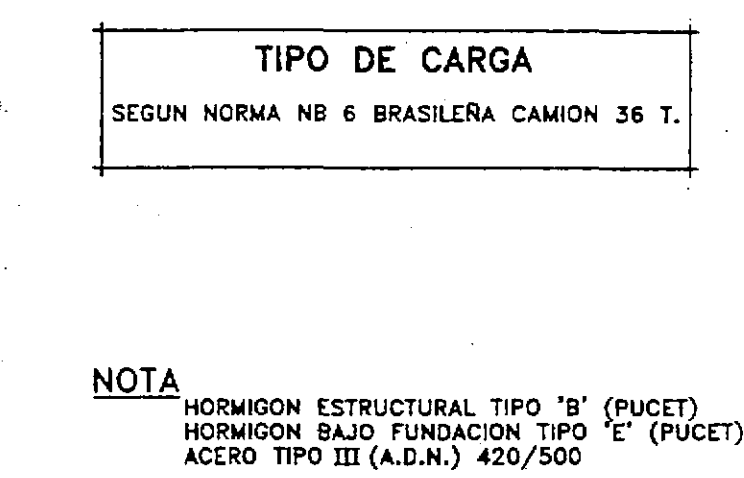 TIPO DE CARGA
SEGUN NORMA NB 6 BRASILEÑA CAMION 36 T.
NOTA
HORMIGON ESTRUCTURAL TIPO 'B' (PUCET)
HORMIGON BAJO FUNDACION TIPO 'E' (PUCET)
ACERO TIPO III (A.D.N.) 420/500